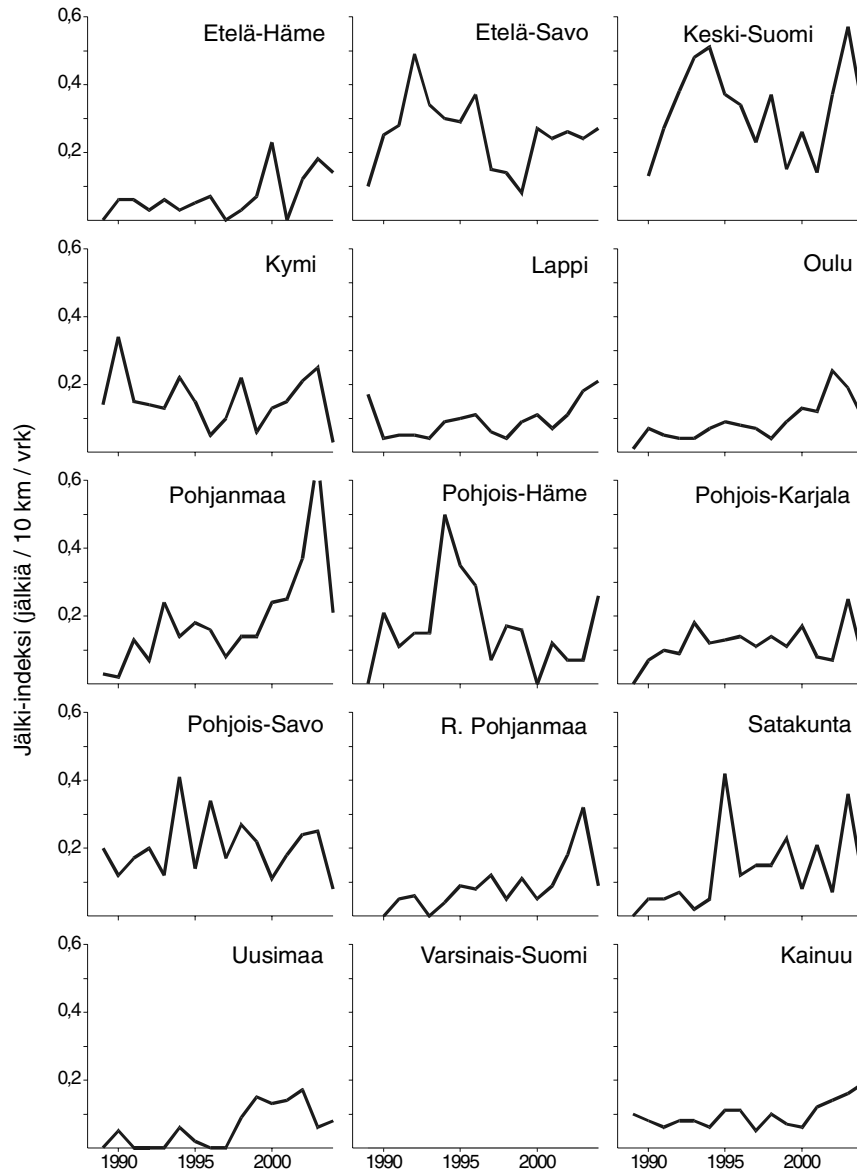 Jälki-indeksi (jälkiä / 10 km / vrk)
0,6
0,4
0,2
Etelä-Häme
Etelä-Savo
Keski-Suomi
0,6
0,4
0,2
Kymi
Lappi
Oulu
0,6
0,4
0,2
Pohjanmaa
Pohjois-Häme
Pohjois-Karjala
0,6
0,4
0,2
Pohjois-Savo
R. Pohjanmaa
Satakunta
0,6
0,4
0,2
Uusimaa
Varsinais-Suomi
Kainuu
1990 1995 2000 1990 1995 2000 1990 1995 2000